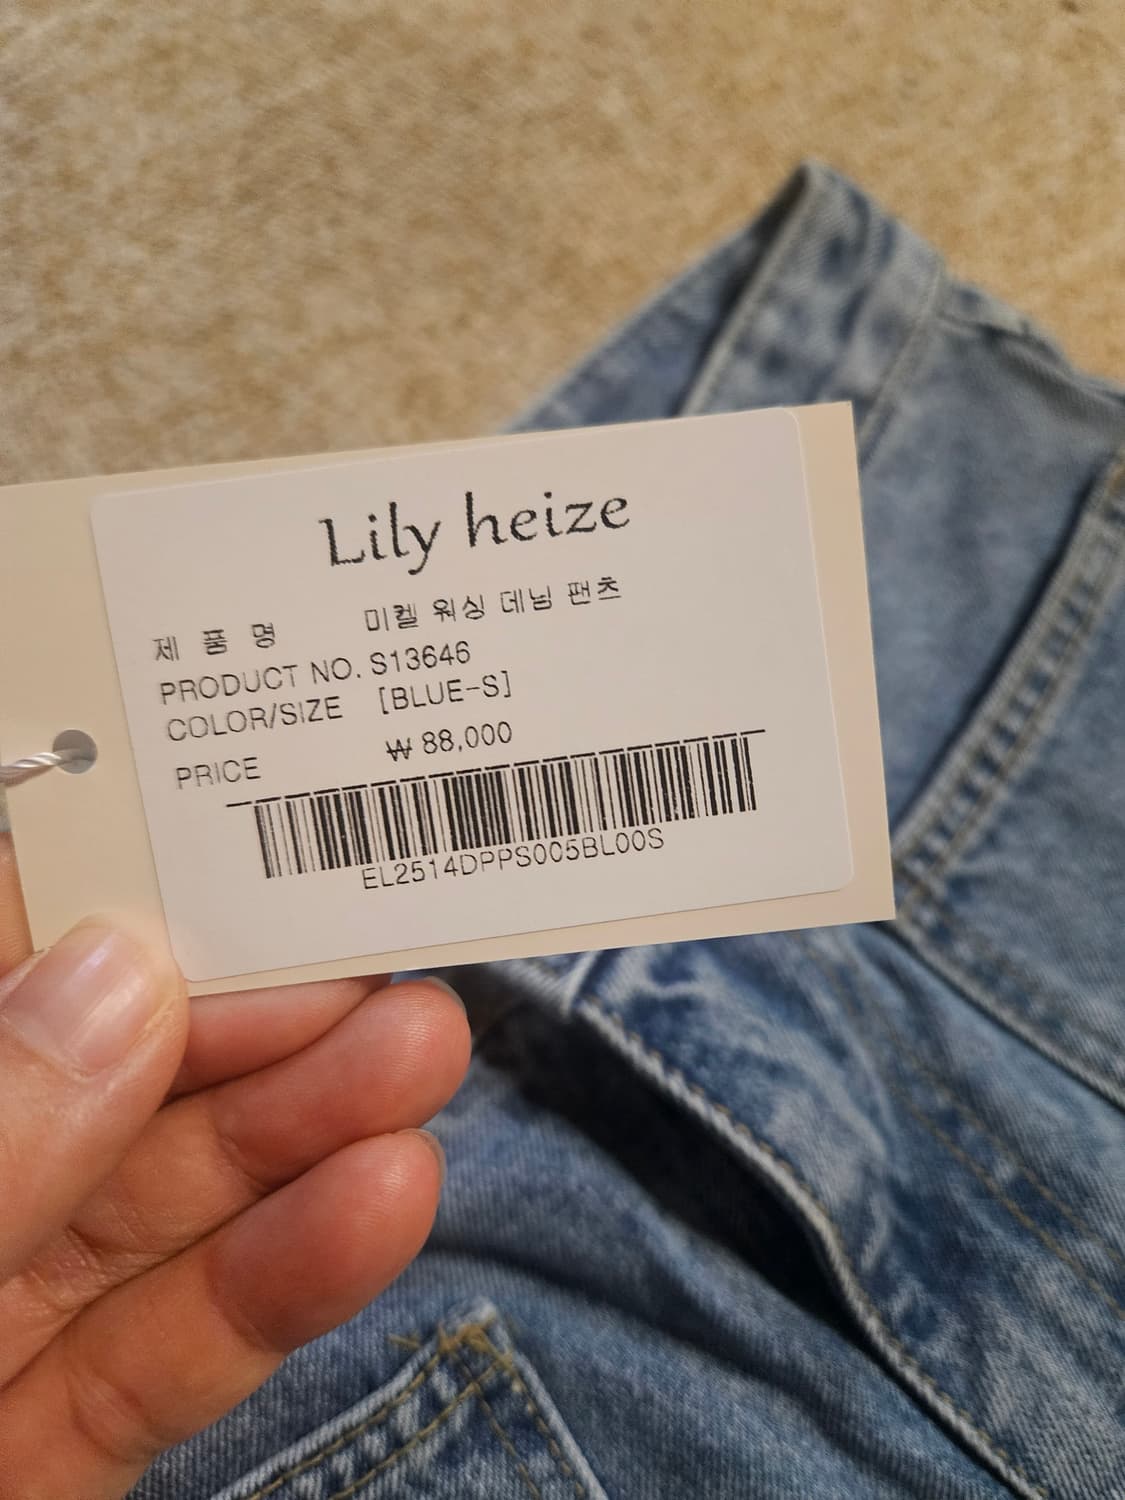 Lily heize
제 품 명 미켈 워싱 데님 팬츠
PRODUCT NO. S13646
COLOR/SIZE [BLUE-S]
PRICE ₩ 88,000
EL2514DPPS005BL00S